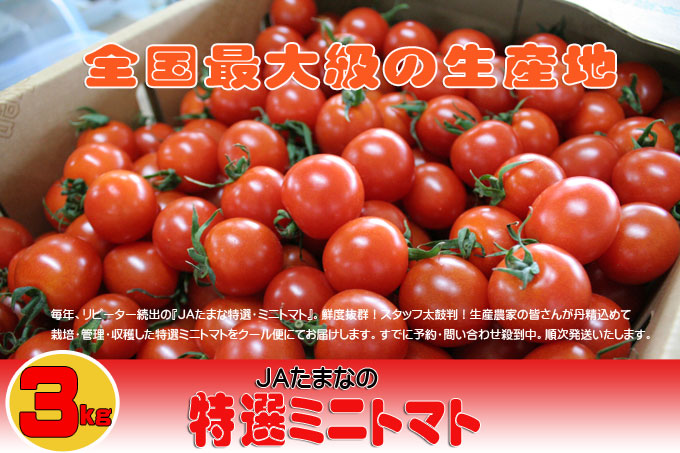 全国最大級の生産地
毎年、リピーター続出の『JAたまな特選・ミニトマト』。鮮度抜群！スタッフ太鼓判！生産農家の皆さんが丹精込めて
栽培・管理・収穫した特選ミニトマトをクール便にてお届けします。すでに予約・問い合わせ殺到中。順次発送いたします。
3kg
JAたまなの
特選ミニトマト